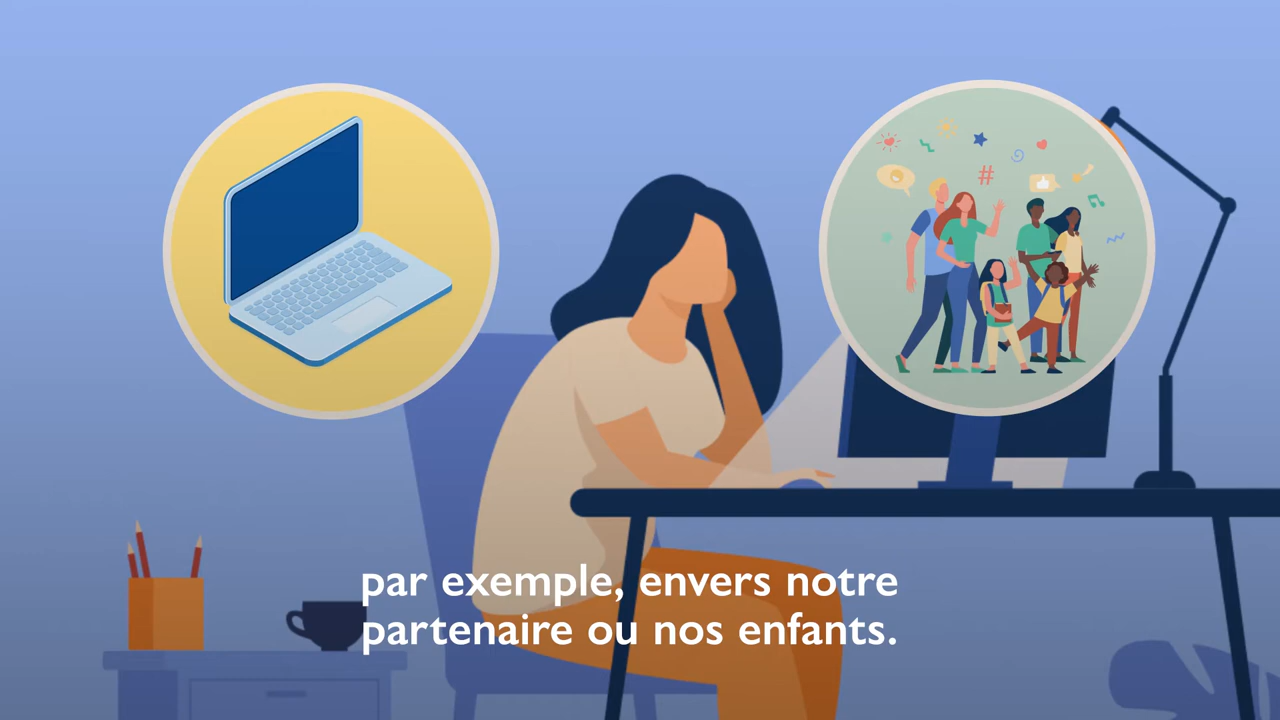 #
par exemple, envers notre
partenaire ou nos enfants.